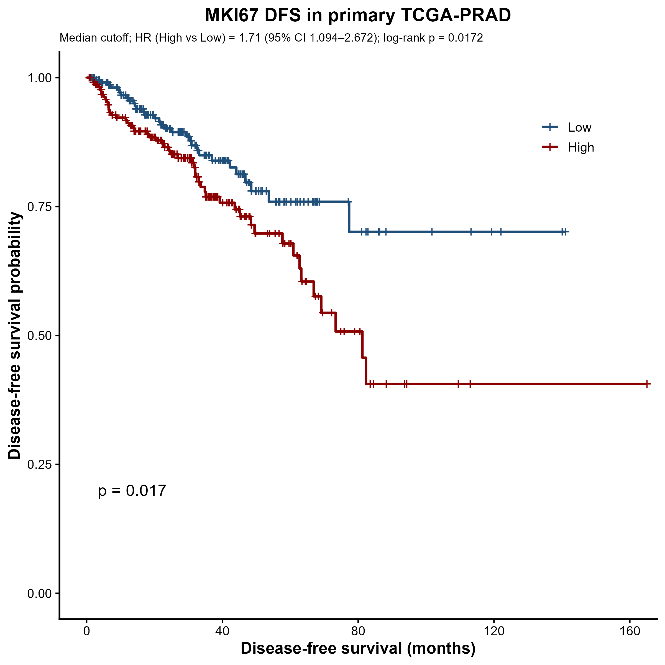 MKI67 DFS in primary TCGA-PRAD
Median cutoff; HR (High vs Low) = 1.71 (95% CI 1.094–2.672); log-rank p = 0.0172
1.00
0.75
0.50
0.25
0.00
Disease-free survival probability
Low
High
p = 0.017
0 40 80 120 160
Disease-free survival (months)